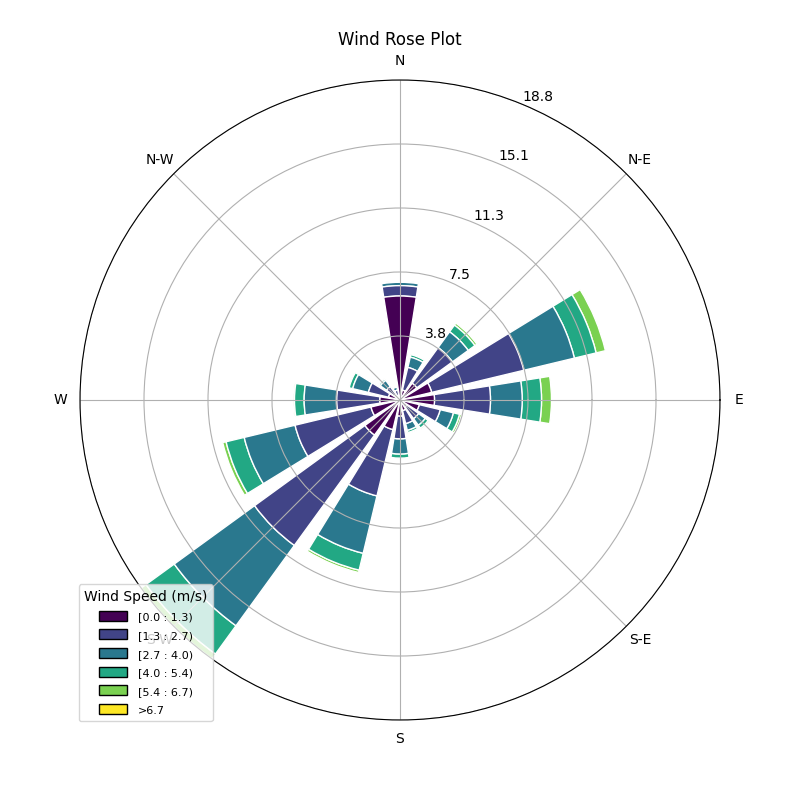 Wind Rose Plot
N
18.8
N-W
15.1
N-E
11.3
7.5
3.8
W
E
Wind Speed (m/s)
[0.0 : 1.3)
[1.3 : 2.7)
[2.7 : 4.0)
[4.0 : 5.4)
[5.4 : 6.7)
>6.7
S-W
S-E
S